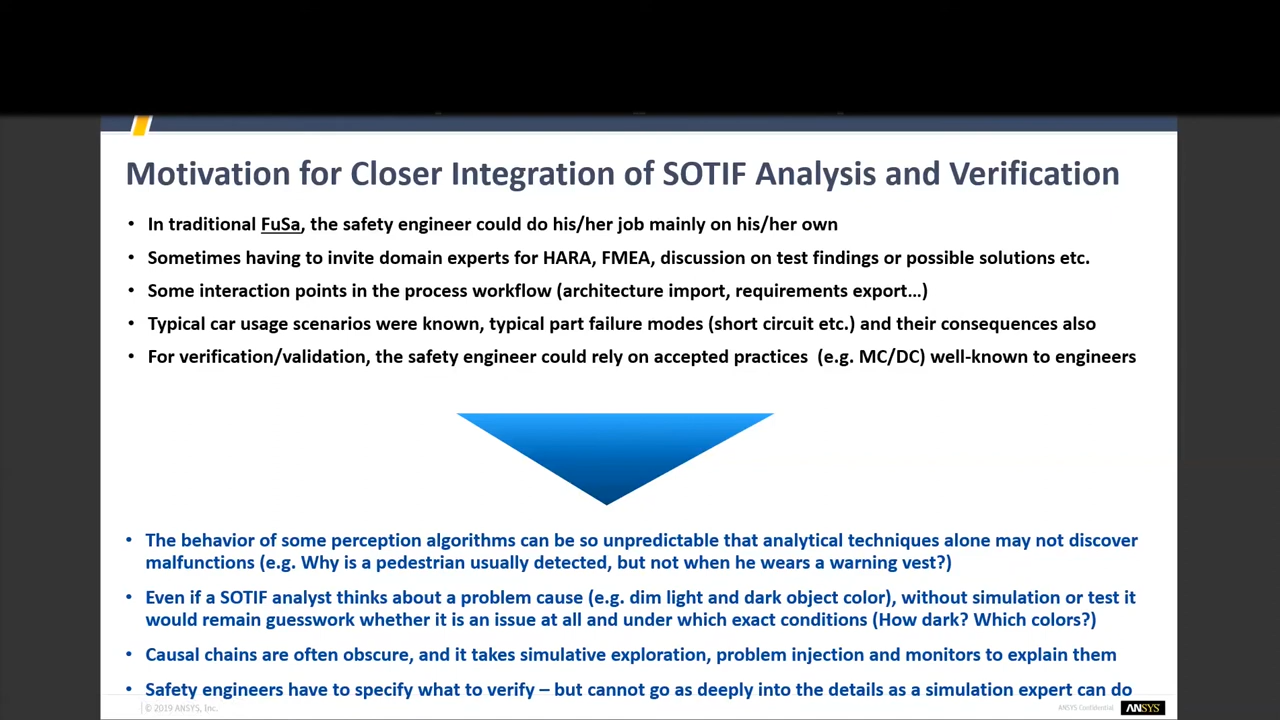 Motivation for Closer Integration of SOTIF Analysis and Verification
• In traditional FuSa, the safety engineer could do his/her job mainly on his/her own
• Sometimes having to invite domain experts for HARA, FMEA, discussion on test findings or possible solutions etc.
• Some interaction points in the process workflow (architecture import, requirements export…)
• Typical car usage scenarios were known, typical part failure modes (short circuit etc.) and their consequences also
• For verification/validation, the safety engineer could rely on accepted practices (e.g. MC/DC) well-known to engineers
• The behavior of some perception algorithms can be so unpredictable that analytical techniques alone may not discover
malfunctions (e.g. Why is a pedestrian usually detected, but not when he wears a warning vest?)
• Even if a SOTIF analyst thinks about a problem cause (e.g. dim light and dark object color), without simulation or test it
would remain guesswork whether it is an issue at all and under which exact conditions (How dark? Which colors?)
• Causal chains are often obscure, and it takes simulative exploration, problem injection and monitors to explain them
• Safety engineers have to specify what to verify – but cannot go as deeply into the details as a simulation expert can do
© 2019 ANSYS, Inc.
ANSYS Confidential
ANSYS